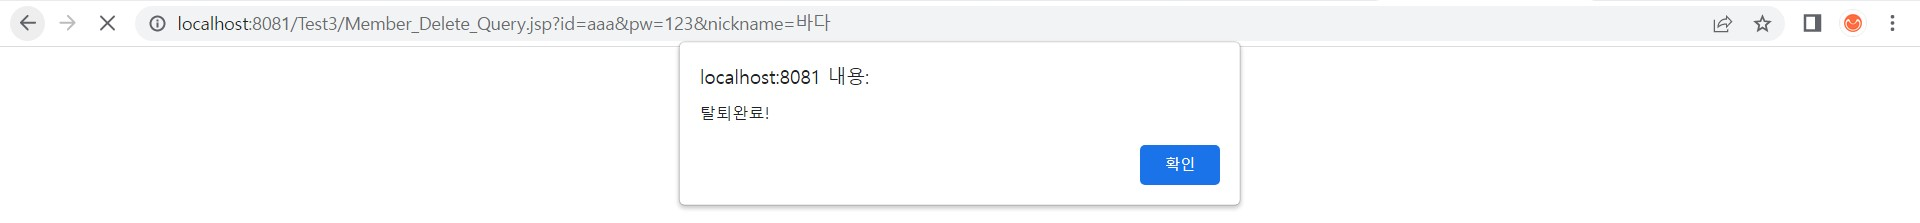 localhost:8081/Test3/Member_Delete_Query.jsp?id=aaa&pw=123&nickname=바다
localhost:8081 내용:
탈퇴완료!
확인